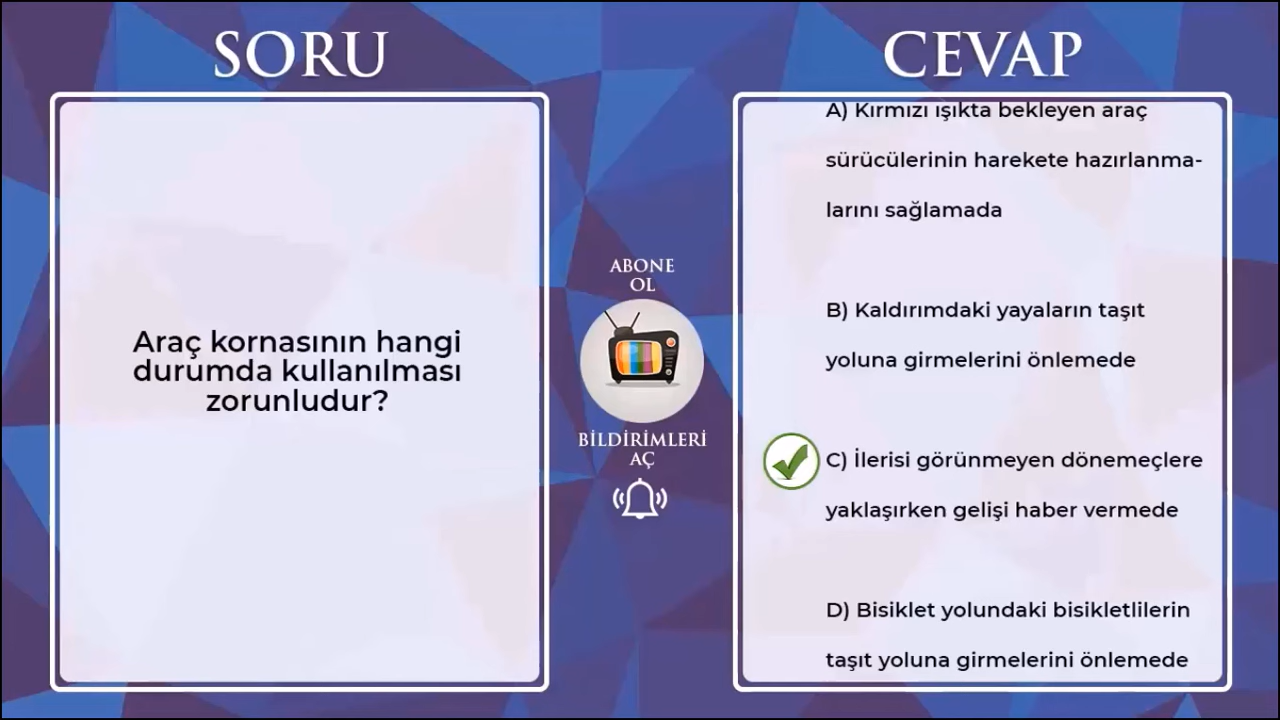 SORU
Araç kornasının hangi
durumda kullanılması
zorunludur?
ABONE
OL
BİLDİRİMLERİ
AÇ
CEVAP
A) Kırmızı ışıkta bekleyen araç
sürücülerinin harekete hazırlanma-
larını sağlamada
B) Kaldırımdaki yayaların taşıt
yoluna girmelerini önlemede
C) İlerisi görünmeyen dönemeçlere
yaklaşırken gelişi haber vermede
D) Bisiklet yolundaki bisikletlilerin
taşıt yoluna girmelerini önlemede